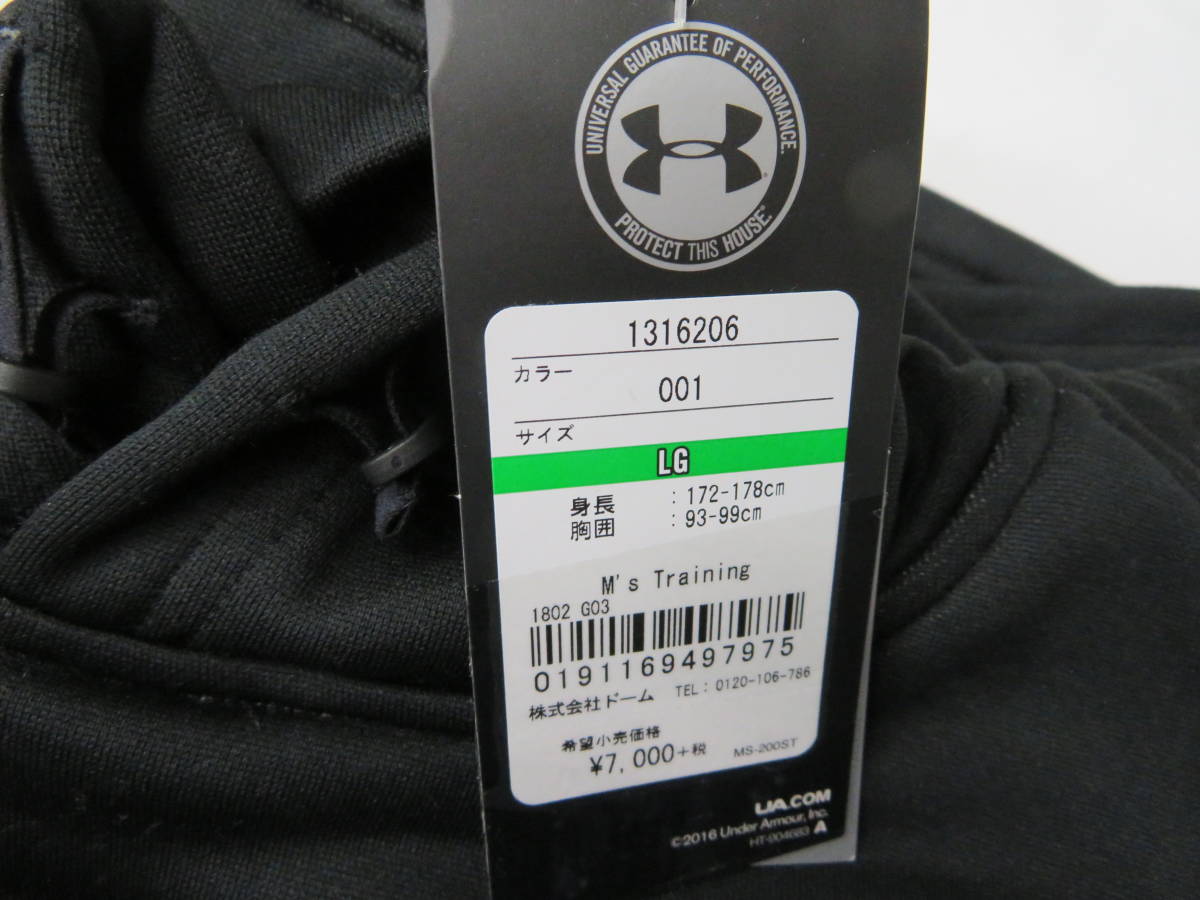 UNIVERSAL GUARANTEE OF PERFORMANCE.
PROTECT THIS HOUSE.®
1316206
カラー
001
サイズ
LG
身長 : 172-178cm
胸囲 : 93-99cm
M's Training
1802 G03
0191169497975
株式会社ドーム TEL: 0120-106-786
希望小売価格
¥7,000+税 MS-200ST
UA.COM
©2016 Under Armour, Inc.
HT-004683 A